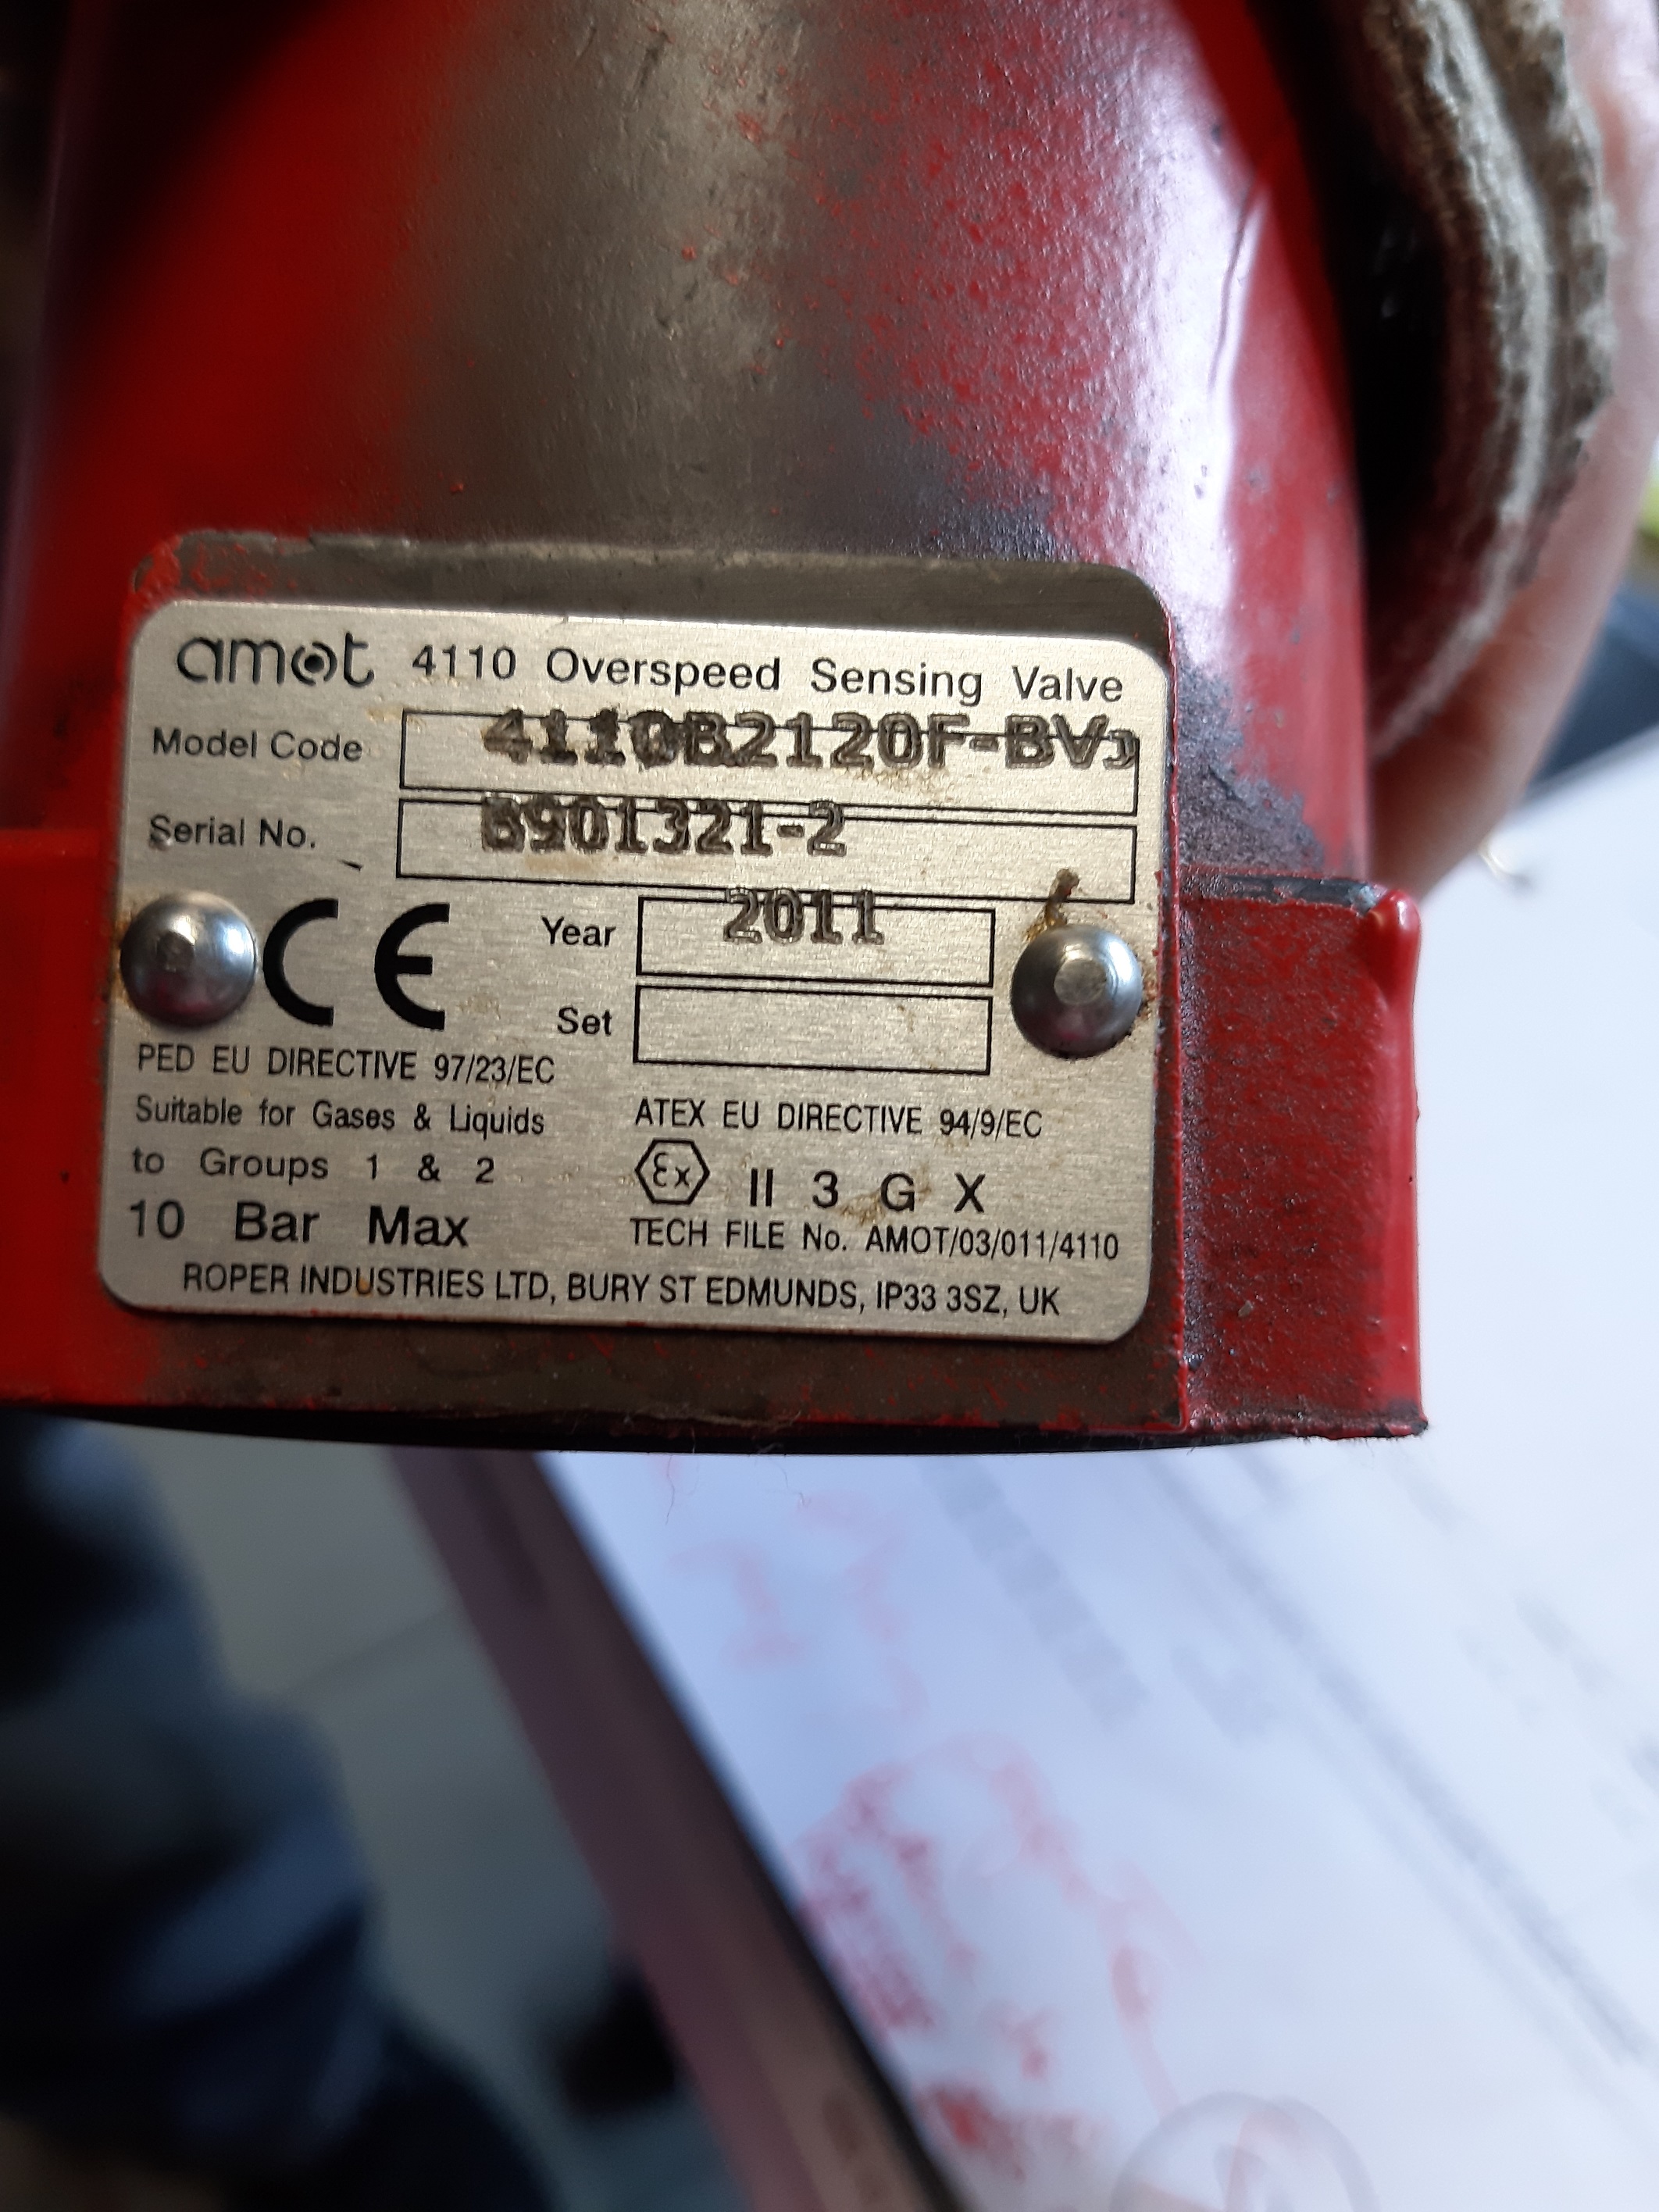 amot 4110 Overspeed Sensing Valve
Model Code 4110B2120F-BV
Serial No. 901321-2
CE Year 2011
Set
PED EU DIRECTIVE 97/23/EC
Suitable for Gases & Liquids
to Groups 1 & 2
10 Bar Max
ATEX EU DIRECTIVE 94/9/EC
Ex II 3 G X
TECH FILE No. AMOT/03/011/4110
ROPER INDUSTRIES LTD, BURY ST EDMUNDS, IP33 3SZ, UK